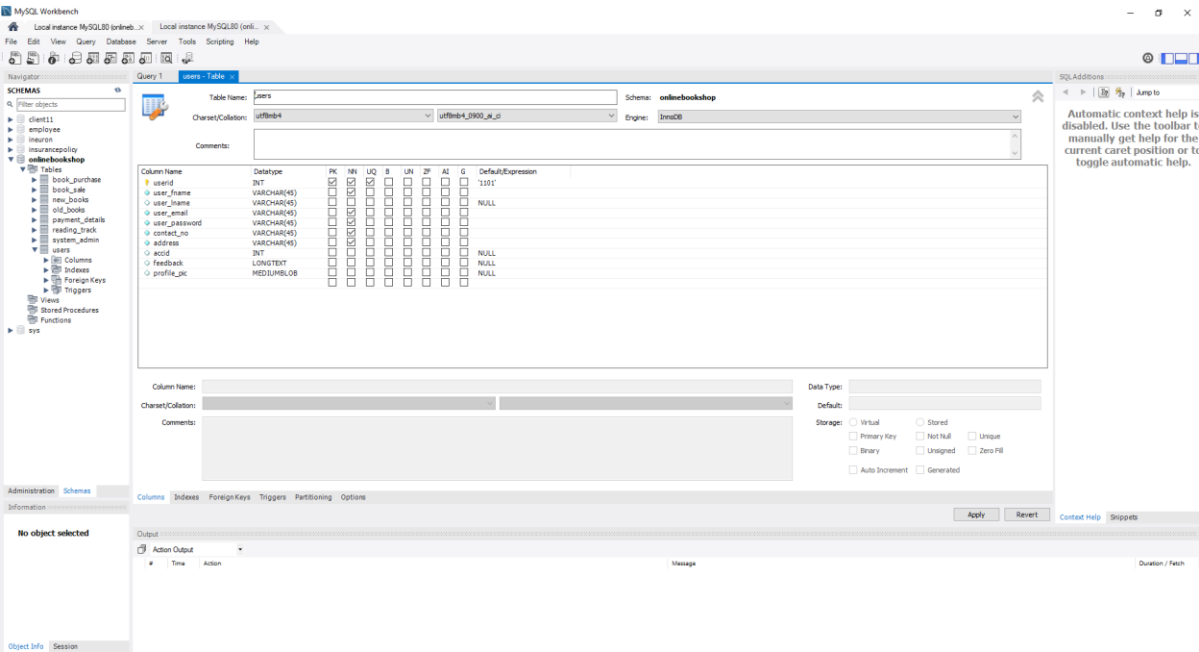 MySQL Workbench
Local instance MySQL80 (onlineb... × Local instance MySQL80 (onli... ×
File Edit View Query Database Server Tools Scripting Help
Navigator
SCHEMAS
Filter objects
client11
employee
ineuron
insurancepolicy
onlinebookshop
Tables
book_purchase
book_sale
new_books
old_books
payment_details
reading_track
system_admin
users
Columns
Indexes
Foreign Keys
Triggers
Views
Stored Procedures
Functions
sys
Administration Schemas
Information
No object selected
Object Info Session
Query 1 users - Table ×
Table Name: users Schema: onlinebookshop
Charset/Collation: utf8mb4 utf8mb4_0900_ai_ci Engine: InnoDB
Comments:
Column Name Datatype PK NN UQ B UN ZF AI G Default/Expression
userid INT '1101'
user_fname VARCHAR(45)
user_lname VARCHAR(45) NULL
user_email VARCHAR(45)
user_password VARCHAR(45)
contact_no VARCHAR(45)
address VARCHAR(45)
accid INT NULL
feedback LONGTEXT NULL
profile_pic MEDIUMBLOB NULL
Column Name: Data Type:
Charset/Collation: Default:
Comments: Storage: Virtual Stored
Primary Key Not Null Unique
Binary Unsigned Zero Fill
Auto Increment Generated
Columns Indexes Foreign Keys Triggers Partitioning Options
Apply Revert
Output
Action Output
# Time Action Message Duration / Fetch
SQLAdditions
Jump to
Automatic context help is
disabled. Use the toolbar to
manually get help for the
current caret position or to
toggle automatic help.
Context Help Snippets